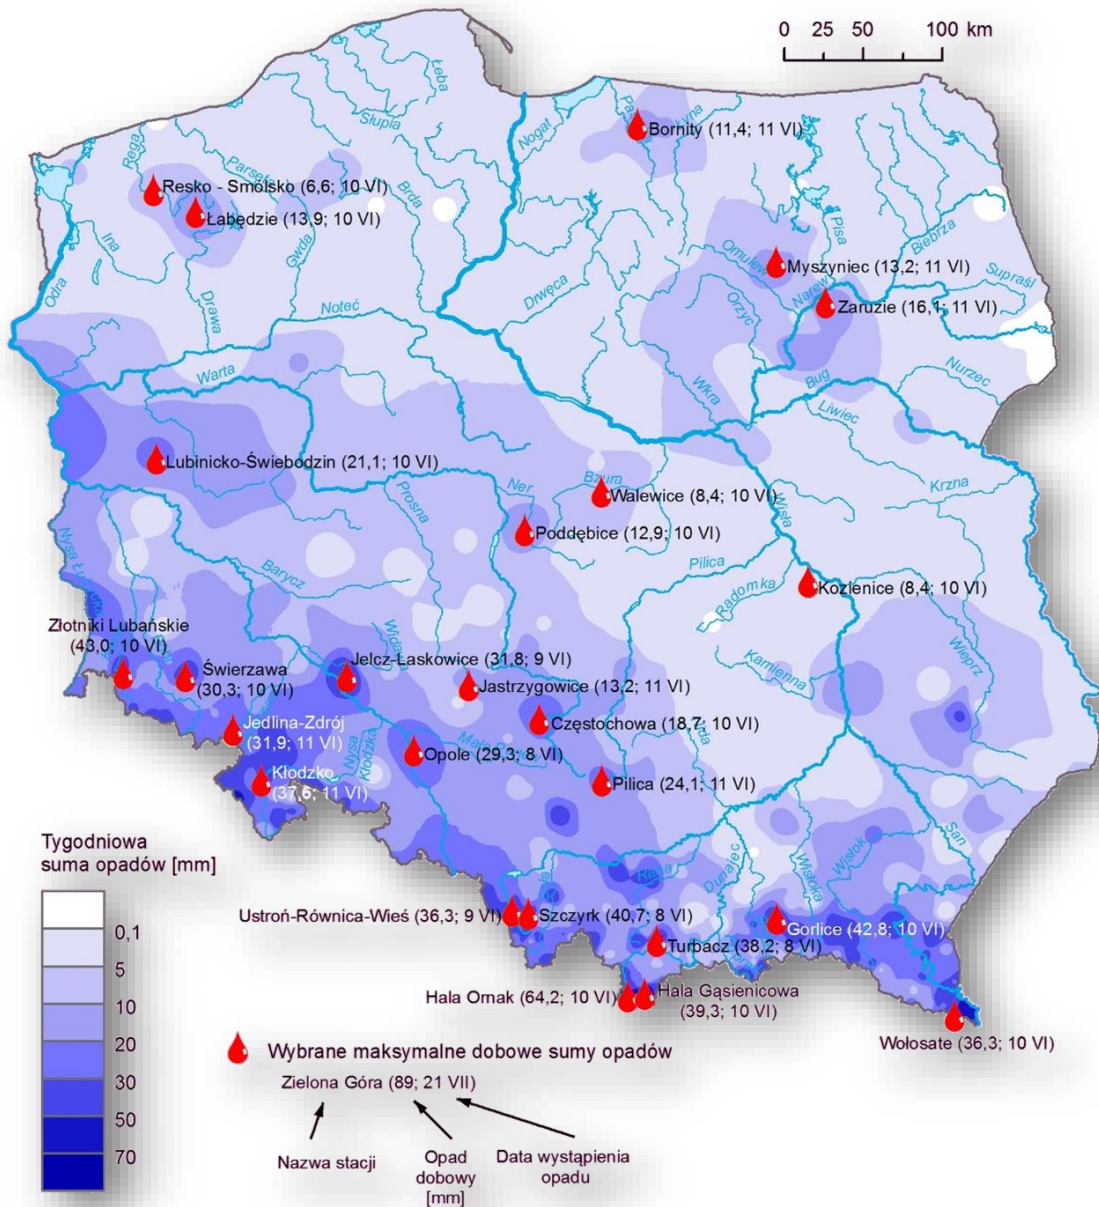 0 25 50 100 km
Łeba
Słupia
Nogat
Łyna
Bornity (11,4; 11 VI)
Rega
Parsęta
Brda
Resko - Smólsko (6,6; 10 VI)
Łabędzie (13,9; 10 VI)
Ina
Gwda
Pisa
Biebrza
Omulew
Myszyniec (13,2; 11 VI)
Supraśl
Odra
Drawa
Noteć
Drwęca
Orzyc
Narew
Zaruzie (16,1; 11 VI)
Warta
Wkra
Bug
Nurzec
Liwiec
Lubinicko-Świebodzin (21,1; 10 VI)
Prosna
Ner
Bzura
Walewice (8,4; 10 VI)
Krzna
Wisła
Poddębice (12,9; 10 VI)
Nysa
Barycz
Pilica
Radomka
Kozienice (8,4; 10 VI)
Złotniki Lubańskie
(43,0; 10 VI)
Widawa
Wieprz
Świerzawa
(30,3; 10 VI)
Jelcz-Laskowice (31,8; 9 VI)
Jastrzygowice (13,2; 11 VI)
Kamienna
Jedlina-Zdrój
(31,9; 11 VI)
Częstochowa (18,7; 10 VI)
Nysa
Kłodzka
Mała
Opole (29,3; 8 VI)
Kłodzko
(37,6; 11 VI)
Pilica (24,1; 11 VI)
San
Wisłok
Wisłoka
Dunajec
Raba
Ustroń-Równica-Wieś (36,3; 9 VI)
Szczyrk (40,7; 8 VI)
Gorlice (42,8; 10 VI)
Turbacz (38,2; 8 VI)
Hala Ornak (64,2; 10 VI)
Hala Gąsienicowa
(39,3; 10 VI)
Wołosate (36,3; 10 VI)
Tygodniowa
suma opadów [mm]
0,1
5
10
20
30
50
70
Wybrane maksymalne dobowe sumy opadów
Zielona Góra (89; 21 VII)
Nazwa stacji
Opad
dobowy
[mm]
Data wystąpienia
opadu